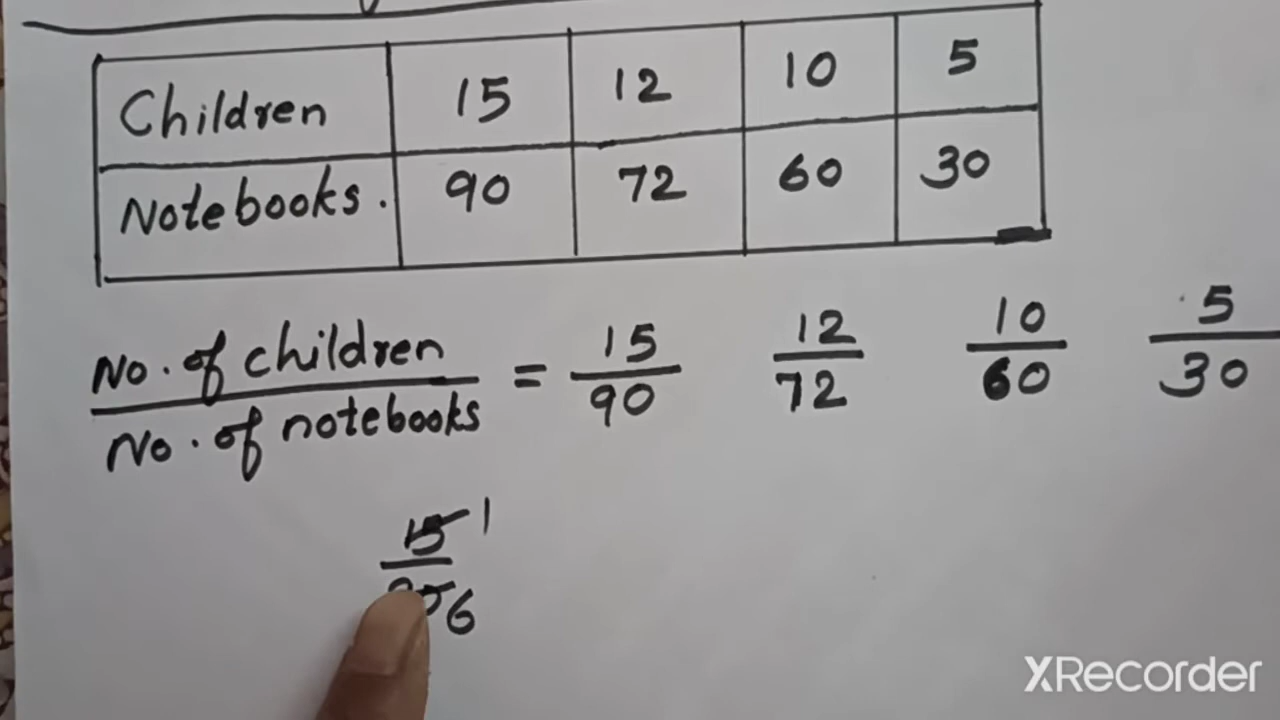 Children 15 12 10 5
Notebooks. 90 72 60 30
No. of children = 15 12 10 5
No. of notebooks 90 72 60 30
15 1
6
XRecorder